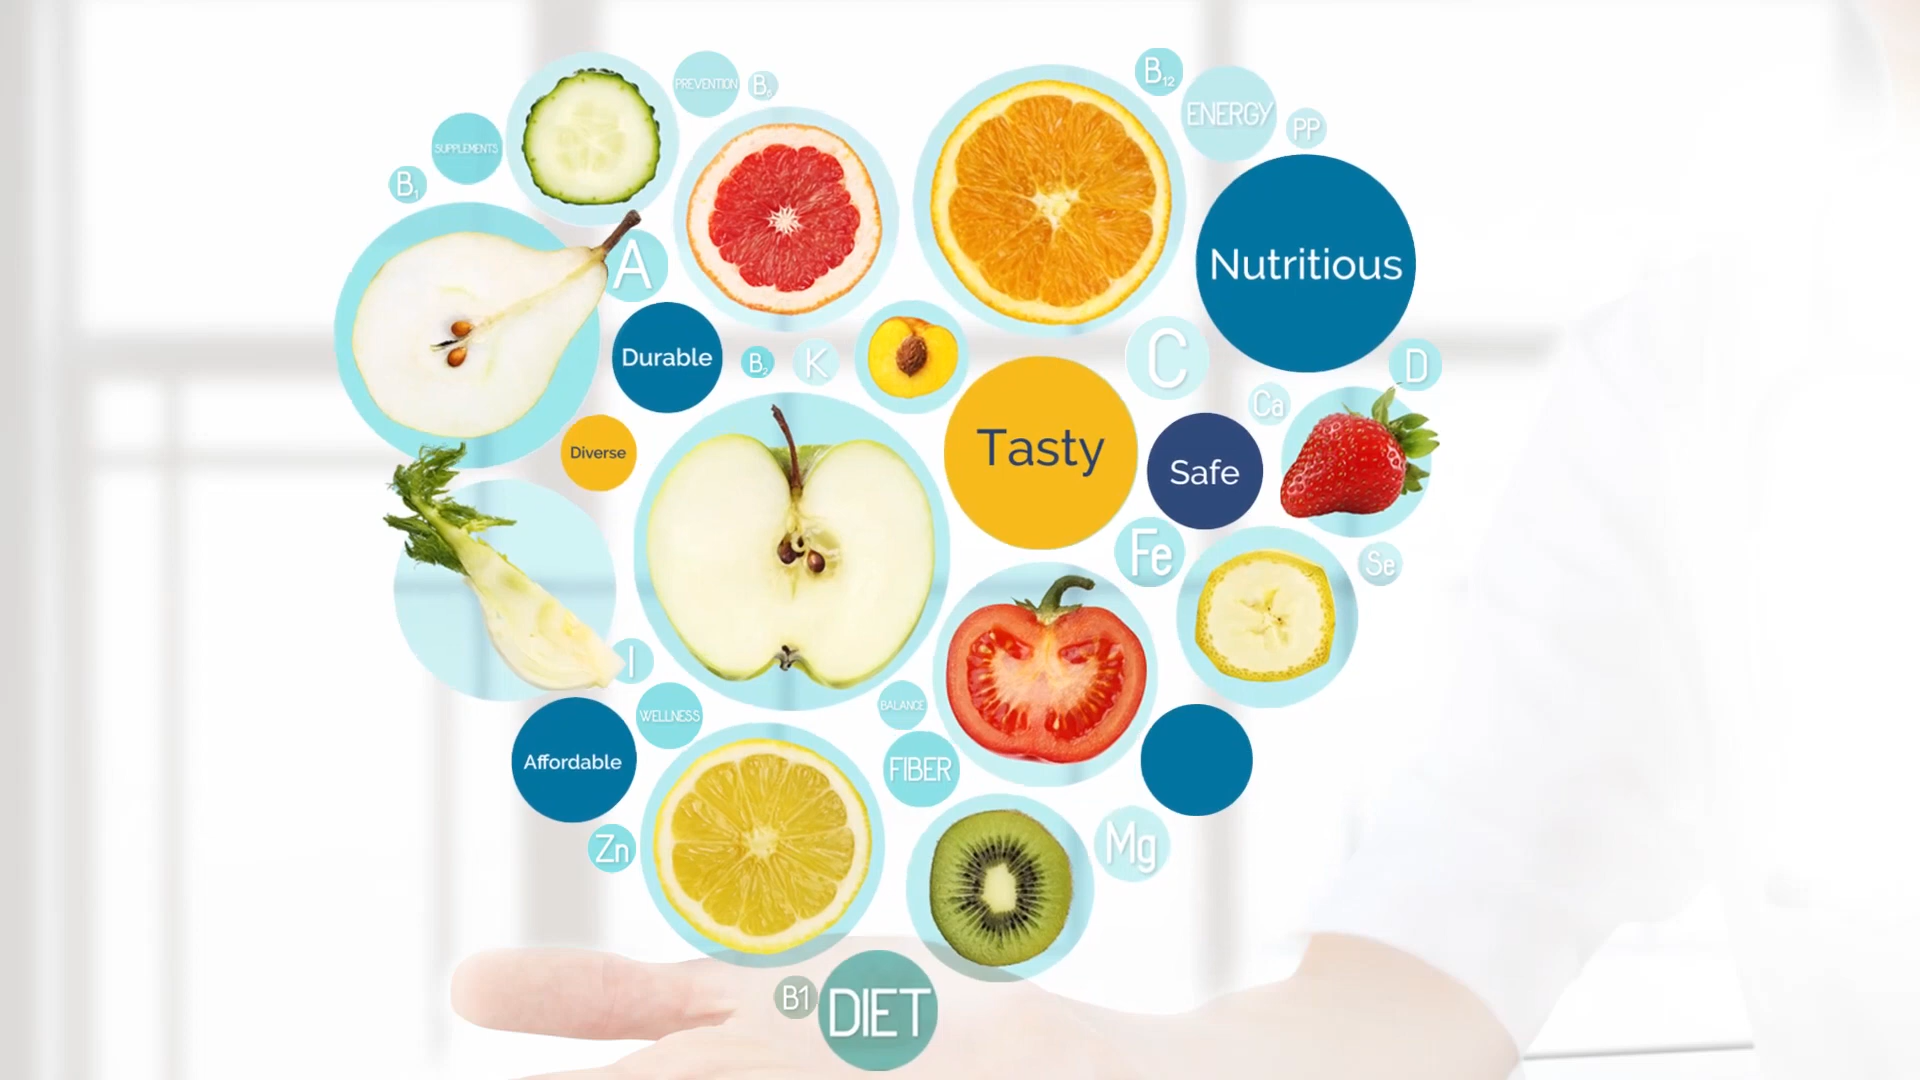 B12
PREVENTION
B6
ENERGY
PP
SUPPLEMENTS
B1
A
Nutritious
Durable
B2
K
C
D
Ca
Diverse
Tasty
Safe
Fe
Se
I
WELLNESS
BALANCE
Affordable
FIBER
Zn
Mg
B1
DIET